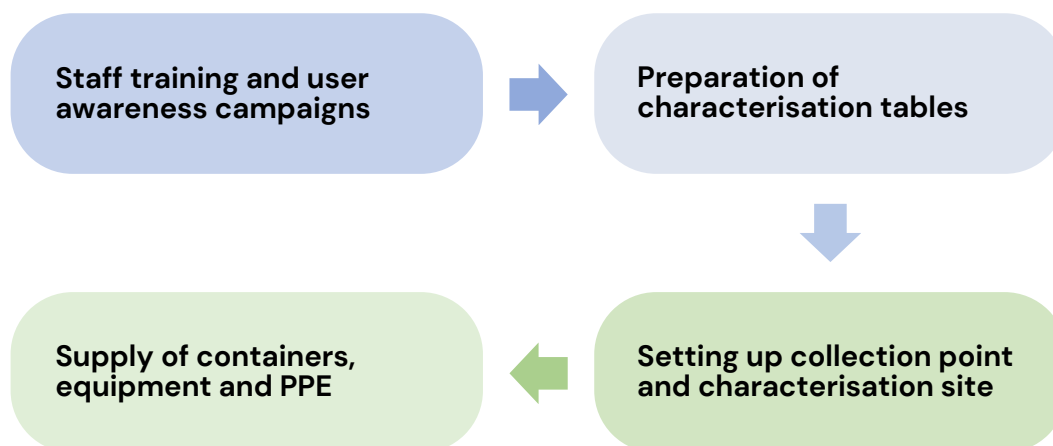 Staff training and user
awareness campaigns
Preparation of
characterisation tables
Setting up collection point
and characterisation site
Supply of containers,
equipment and PPE